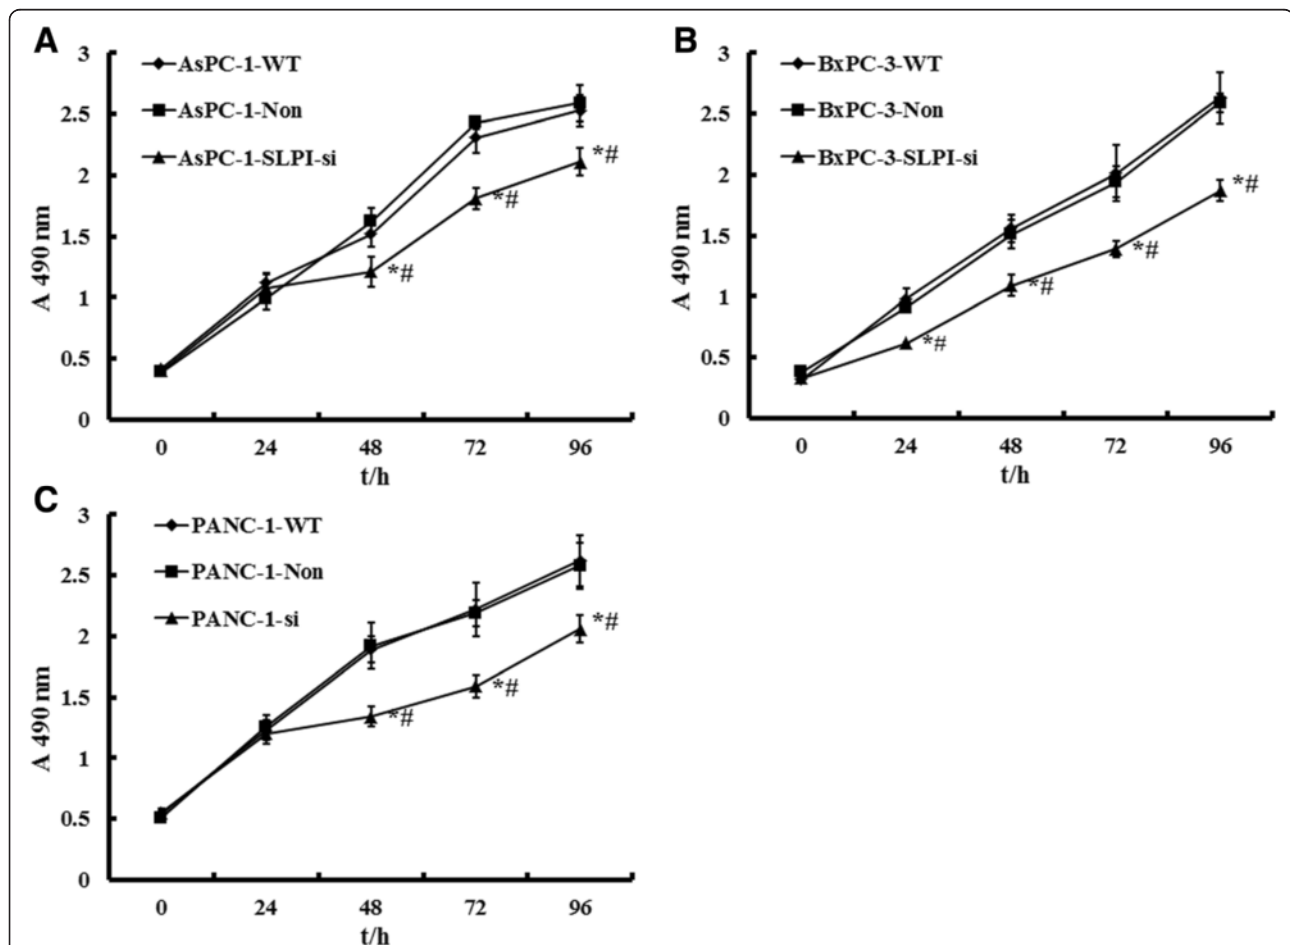 A
B
3
AsPC-1-WT
2.5
AsPC-1-Non
2
AsPC-1-SLPI-si
*#
*#
1.5
*#
1
0.5
0
A 490 nm
0 24 48 72 96
t/h
3
BxPC-3-WT
2.5
BxPC-3-Non
2
BxPC-3-SLPI-si
*#
1.5
*#
*#
1
*#
0.5
0
A 490 nm
0 24 48 72 96
t/h
C
3
PANC-1-WT
2.5
PANC-1-Non
2
PANC-1-si
*#
1.5
*#
*#
1
0.5
0
A 490 nm
0 24 48 72 96
t/h